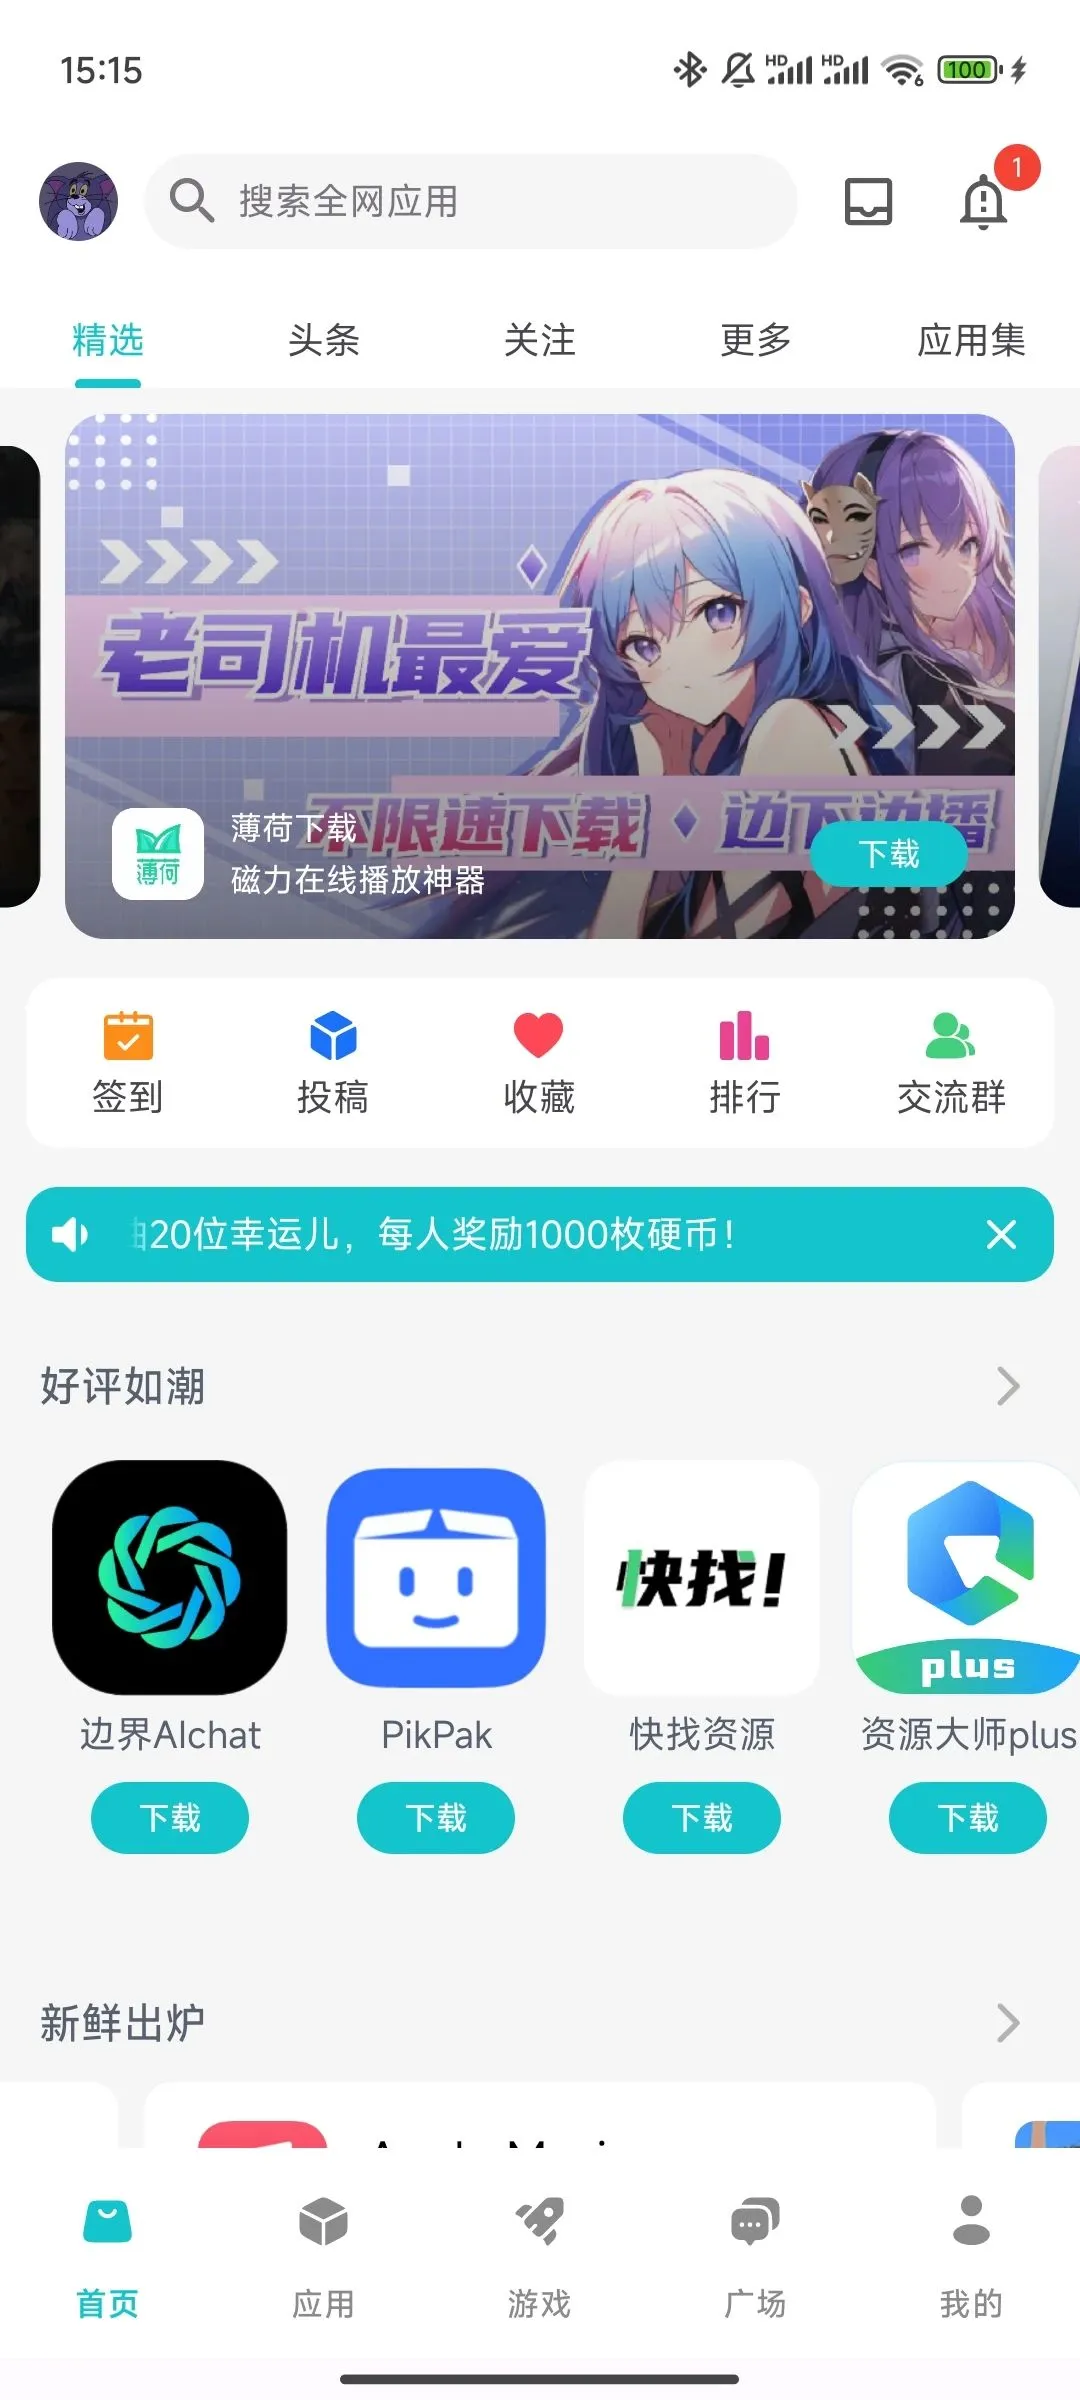 15:15
HD
HD
6
100
搜索全网应用
1
精选
头条
关注
更多
应用集
老司机最爱
不限速下载
边下边播
薄荷
薄荷下载
磁力在线播放神器
下载
签到
投稿
收藏
排行
交流群
20位幸运儿，每人奖励1000枚硬币！
好评如潮
快找!
plus
边界AIchat
PikPak
快找资源
资源大师plus
下载
下载
下载
下载
新鲜出炉
首页
应用
游戏
广场
我的